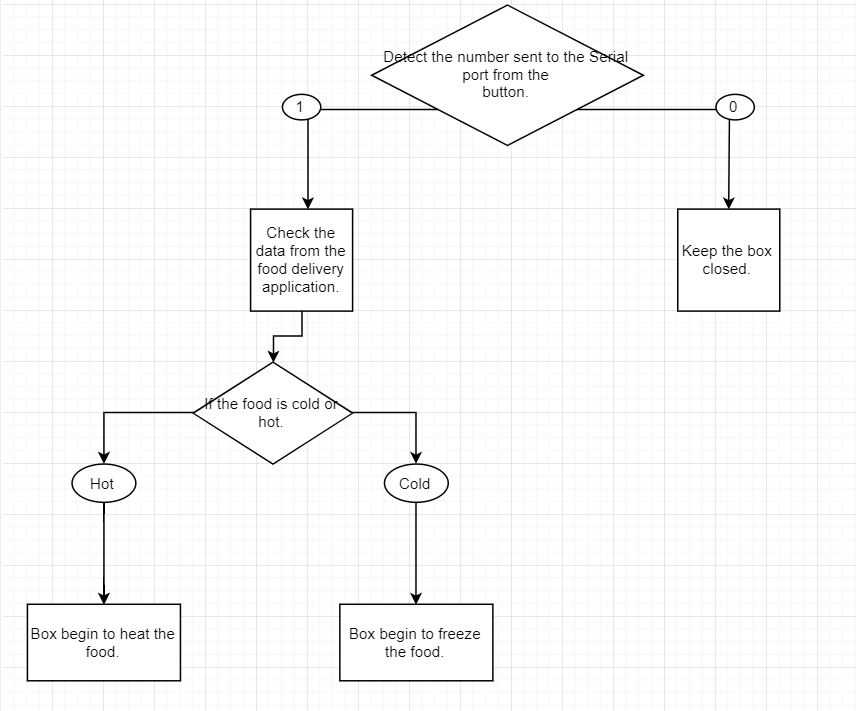 Detect the number sent to the Serial
port from the
button.
1
0
Check the
data from the
food delivery
application.
Keep the box
closed.
If the food is cold or
hot.
Hot
Cold
Box begin to heat the
food.
Box begin to freeze
the food.